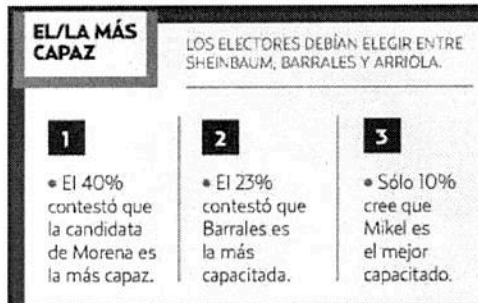 EL/LA MÁS
CAPAZ
LOS ELECTORES DEBÍAN ELEGIR ENTRE
SHEINBAUM, BARRALES Y ARRIOLA.
1
• El 40%
contestó que
la candidata
de Morena es
la más capaz.
2
• El 23%
contestó que
Barrales es
la más
capacitada.
3
• Sólo 10%
cree que
Mikel es
el mejor
capacitado.